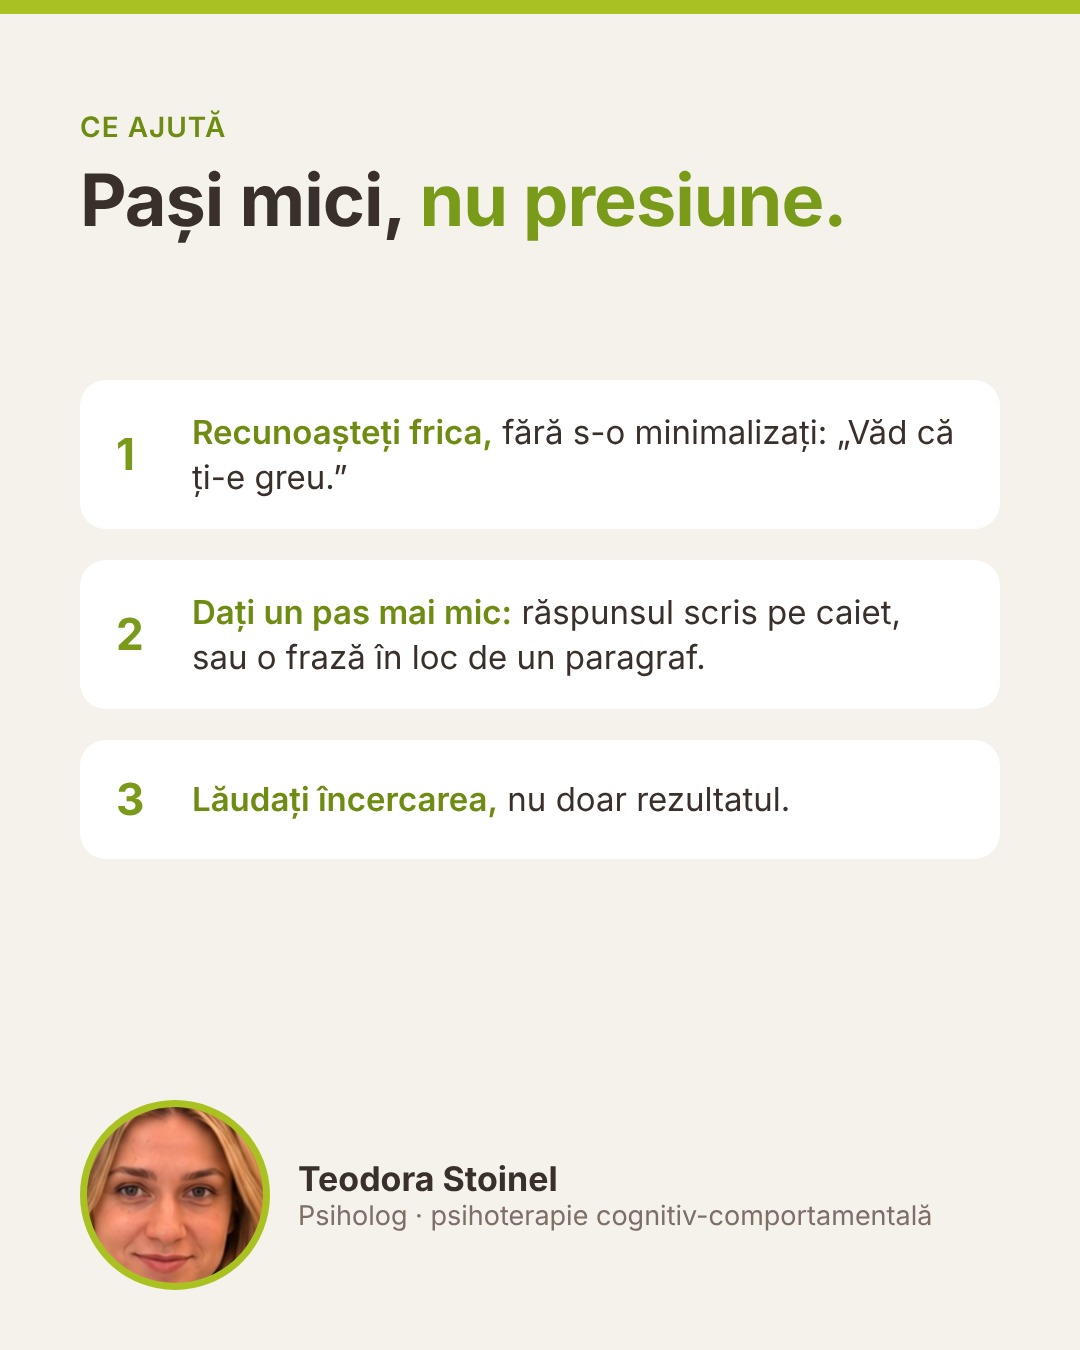 CE AJUTĂ
Pași mici, nu presiune.
1
Recunoașteți frica, fără s-o minimalizați: „Văd că
ți-e greu.”
2
Dați un pas mai mic: răspunsul scris pe caiet,
sau o frază în loc de un paragraf.
3
Lăudați încercarea, nu doar rezultatul.
Teodora Stoinel
Psiholog · psihoterapie cognitiv-comportamentală